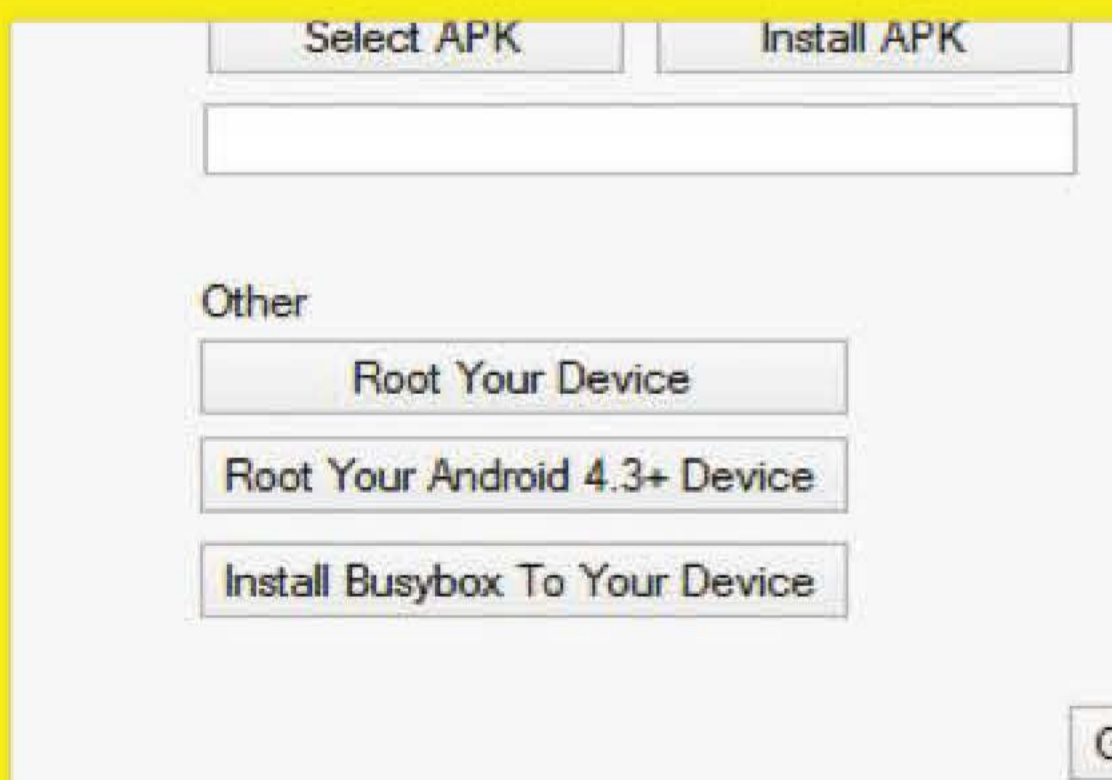 Select APK Install APK
Other
Root Your Device
Root Your Android 4.3+ Device
Install Busybox To Your Device